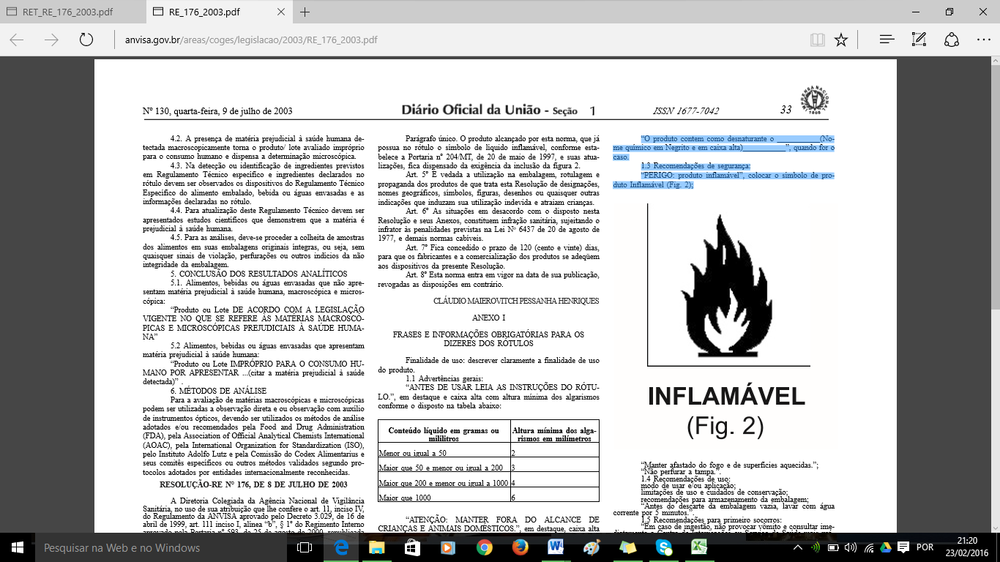 RET_RE_176_2003.pdf
RE_176_2003.pdf
anvisa.gov.br/areas/coges/legislacao/2003/RE_176_2003.pdf
Nº 130, quarta-feira, 9 de julho de 2003
Diário Oficial da União - Seção 1
ISSN 1677-7042
33
4.2. A presença de matéria prejudicial à saúde humana de-
tectada macroscopicamente torna o produto/ lote avaliado impróprio
para o consumo humano e dispensa a determinação microscópica.
4.3. Na detecção ou identificação de ingredientes previstos
em Regulamento Técnico especifico e ingredientes declarados no
rótulo devem ser observados os dispositivos do Regulamento Técnico
Especifico do alimento embalado, bebida ou águas envasadas e as
informações declaradas no rótulo.
4.4. Para atualização deste Regulamento Técnico devem ser
apresentados estudos científicos que demonstrem que a matéria é
prejudicial à saúde humana.
4.5. Para as análises, deve-se proceder a colheita de amostras
dos alimentos em suas embalagens originais íntegras, ou seja, sem
quaisquer sinais de violação, perfurações ou outros indícios da não
integridade da embalagem.
5. CONCLUSÃO DOS RESULTADOS ANALÍTICOS
5.1. Alimentos, bebidas ou águas envasadas que não apre-
sentam matéria prejudicial à saúde humana, macroscópica e micros-
cópica:
“Produto ou Lote DE ACORDO COM A LEGISLAÇÃO
VIGENTE NO QUE SE REFERE ÀS MATÉRIAS MACROSCÓ-
PICAS E MICROSCÓPICAS PREJUDICIAIS À SAÚDE HUMA-
NA”
5.2 Alimentos, bebidas ou águas envasadas que apresentam
matéria prejudicial à saúde humana:
“Produto ou Lote IMPRÓPRIO PARA O CONSUMO HU-
MANO POR APRESENTAR ...(citar a matéria prejudicial à saúde
detectada)” .
6. MÉTODOS DE ANÁLISE
Para a avaliação de matérias macroscópicas e microscópicas
podem ser utilizadas a observação direta e ou observação com auxílio
de instrumentos ópticos, devendo ser utilizados os métodos de análise
adotados e/ou recomendados pela Food and Drug Administration
(FDA), pela Association of Official Analytical Chemists International
(AOAC), pela International Organization for Standardization (ISO),
pelo Instituto Adolfo Lutz e pela Comissão do Codex Alimentarius e
seus comitês específicos ou outros métodos validados segundo pro-
tocolos adotados por entidades internacionalmente reconhecidas.
RESOLUÇÃO-RE Nº 176, DE 8 DE JULHO DE 2003
A Diretoria Colegiada da Agência Nacional de Vigilância
Sanitária, no uso de sua atribuição que lhe confere o art. 11, inciso IV,
do Regulamento da ANVISA aprovado pelo Decreto 3.029, de 16 de
abril de 1999, art. 111 inciso I, alínea “b”, § 1º do Regimento Interno
aprovado pela Portaria nº 593, de 25 de agosto de 2000, republicada
Parágrafo único. O produto alcançado por esta norma, que já
possua no rótulo o símbolo de líquido inflamável, conforme esta-
belece a Portaria nº 204/MT, de 20 de maio de 1997, e suas atua-
lizações, fica dispensado da exigência da inclusão da figura 2.
Art. 5º É vedada a utilização na embalagem, rotulagem e
propaganda dos produtos de que trata esta Resolução de designações,
nomes geográficos, símbolos, figuras, desenhos ou quaisquer outras
indicações que induzam sua utilização indevida e atraiam crianças.
Art. 6º As situações em desacordo com o disposto nesta
Resolução e seus Anexos, constituem infração sanitária, sujeitando o
infrator às penalidades previstas na Lei Nº 6437 de 20 de agosto de
1977, e demais normas cabíveis.
Art. 7º Fica concedido o prazo de 120 (cento e vinte) dias,
para que os fabricantes e a comercialização dos produtos se adeqüem
aos dispositivos da presente Resolução.
Art. 8º Esta norma entra em vigor na data de sua publicação,
revogadas as disposições em contrário.
CLÁUDIO MAIEROVITCH PESSANHA HENRIQUES
ANEXO I
FRASES E INFORMAÇÕES OBRIGATÓRIAS PARA OS
DIZERES DOS RÓTULOS
Finalidade de uso: descrever claramente a finalidade de uso
do produto.
1.1 Advertências gerais:
“ANTES DE USAR LEIA AS INSTRUÇÕES DO RÓTU-
LO.”, em destaque e caixa alta com altura mínima dos algarismos
conforme o disposto na tabela abaixo:
Conteúdo líquido em gramas ou mililitros | Altura mínima dos alga-rismos em milímetros
Menor ou igual a 50 | 2
Maior que 50 e menor ou igual a 200 | 3
Maior que 200 e menor ou igual a 1000 | 4
Maior que 1000 | 6
“ATENÇÃO: MANTER FORA DO ALCANCE DE
CRIANÇAS E ANIMAIS DOMÉSTICOS.”, em destaque, caixa alta
“O produto contem como desnaturante o ___________(No-
me químico em Negrito e em caixa alta)___________”, quando for o
caso.
1.3 Recomendações de segurança:
“PERIGO: produto inflamável”, colocar o símbolo de pro-
duto Inflamável (Fig. 2);
INFLAMÁVEL
(Fig. 2)
“Manter afastado do fogo e de superfícies aquecidas.”;
“Não perfurar a tampa.”.
1.4 Recomendações de uso:
modo de usar e/ou aplicação;
limitações de uso e cuidados de conservação;
recomendações para armazenamento da embalagem;
“Antes do descarte da embalagem vazia, lavar com água
corrente por 5 minutos.”.
1.5 Recomendações para primeiro socorros:
“Em caso de ingestão, não provocar vômito e consultar ime-
Pesquisar na Web e no Windows
POR
21:20
23/02/2016